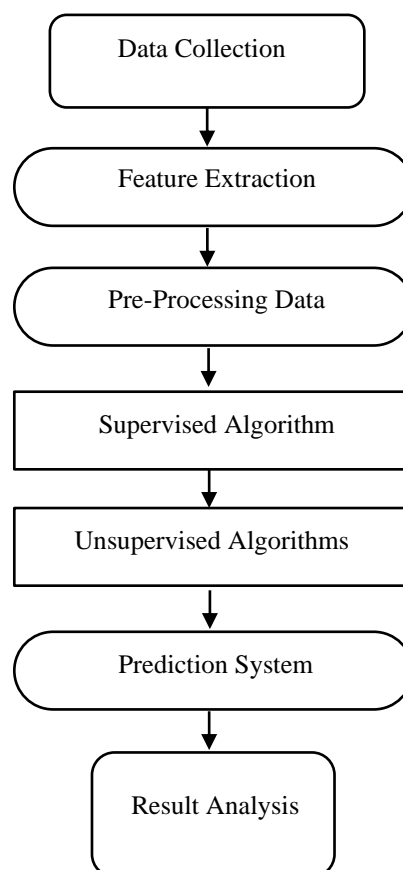 Data Collection
Feature Extraction
Pre-Processing Data
Supervised Algorithm
Unsupervised Algorithms
Prediction System
Result Analysis